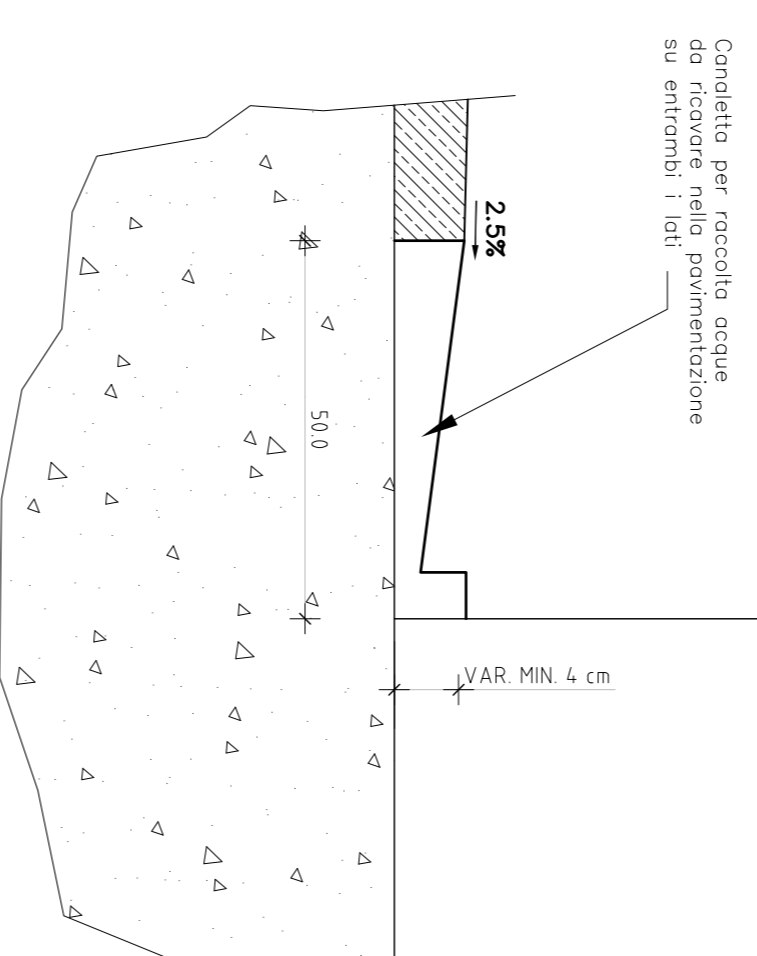 Canaletta per raccolta acque
da ricavare nella pavimentazione
su entrambi i lati
2.5%
50.0
VAR. MIN. 4 cm